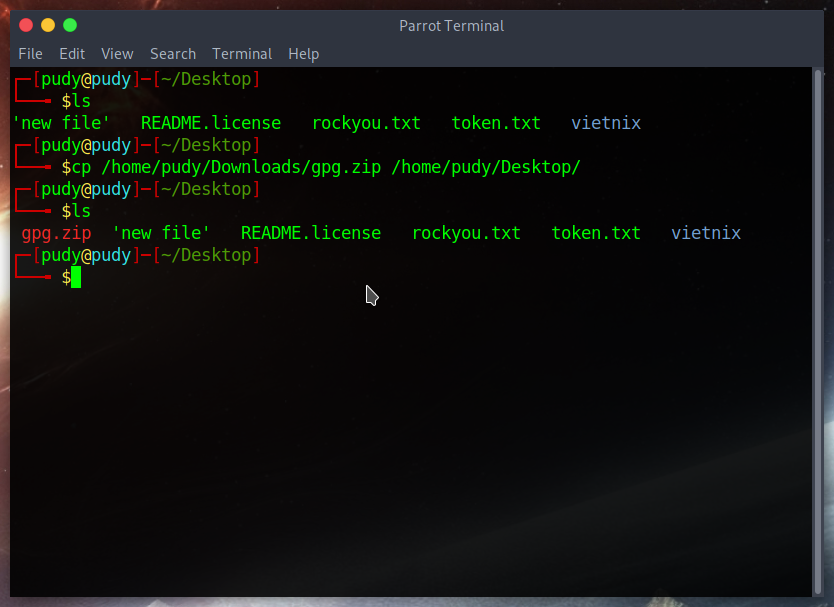 Parrot Terminal
File Edit View Search Terminal Help
┌─[pudy@pudy]─[~/Desktop]
└──╼ $ls
'new file'   README.license   rockyou.txt   token.txt   vietnix
┌─[pudy@pudy]─[~/Desktop]
└──╼ $cp /home/pudy/Downloads/gpg.zip /home/pudy/Desktop/
┌─[pudy@pudy]─[~/Desktop]
└──╼ $ls
gpg.zip  'new file'   README.license   rockyou.txt   token.txt   vietnix
┌─[pudy@pudy]─[~/Desktop]
└──╼ $